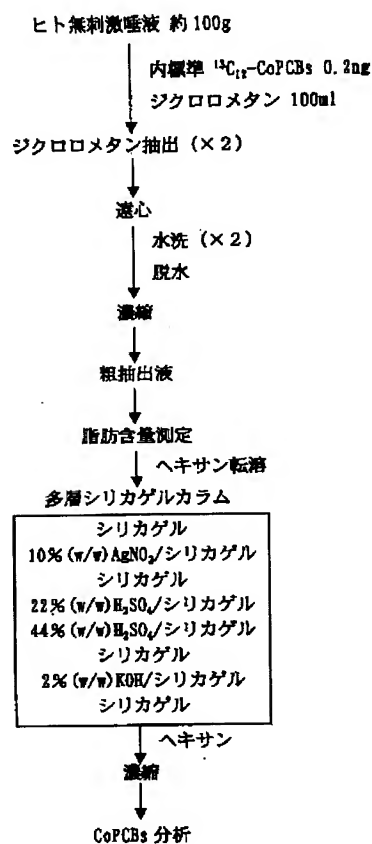 ヒト無刺激唾液 約100g
内標準 ¹³C₁₂-CoPCBs 0.2ng
ジクロロメタン 100ml
ジクロロメタン抽出（×2）
遠心
水洗（×2）
脱水
濃縮
粗抽出液
脂肪含量測定
ヘキサン転溶
多層シリカゲルカラム
シリカゲル
10%(w/w)AgNO₃/シリカゲル
シリカゲル
22%(w/w)H₂SO₄/シリカゲル
44%(w/w)H₂SO₄/シリカゲル
シリカゲル
2%(w/w)KOH/シリカゲル
シリカゲル
ヘキサン
濃縮
CoPCBs 分析